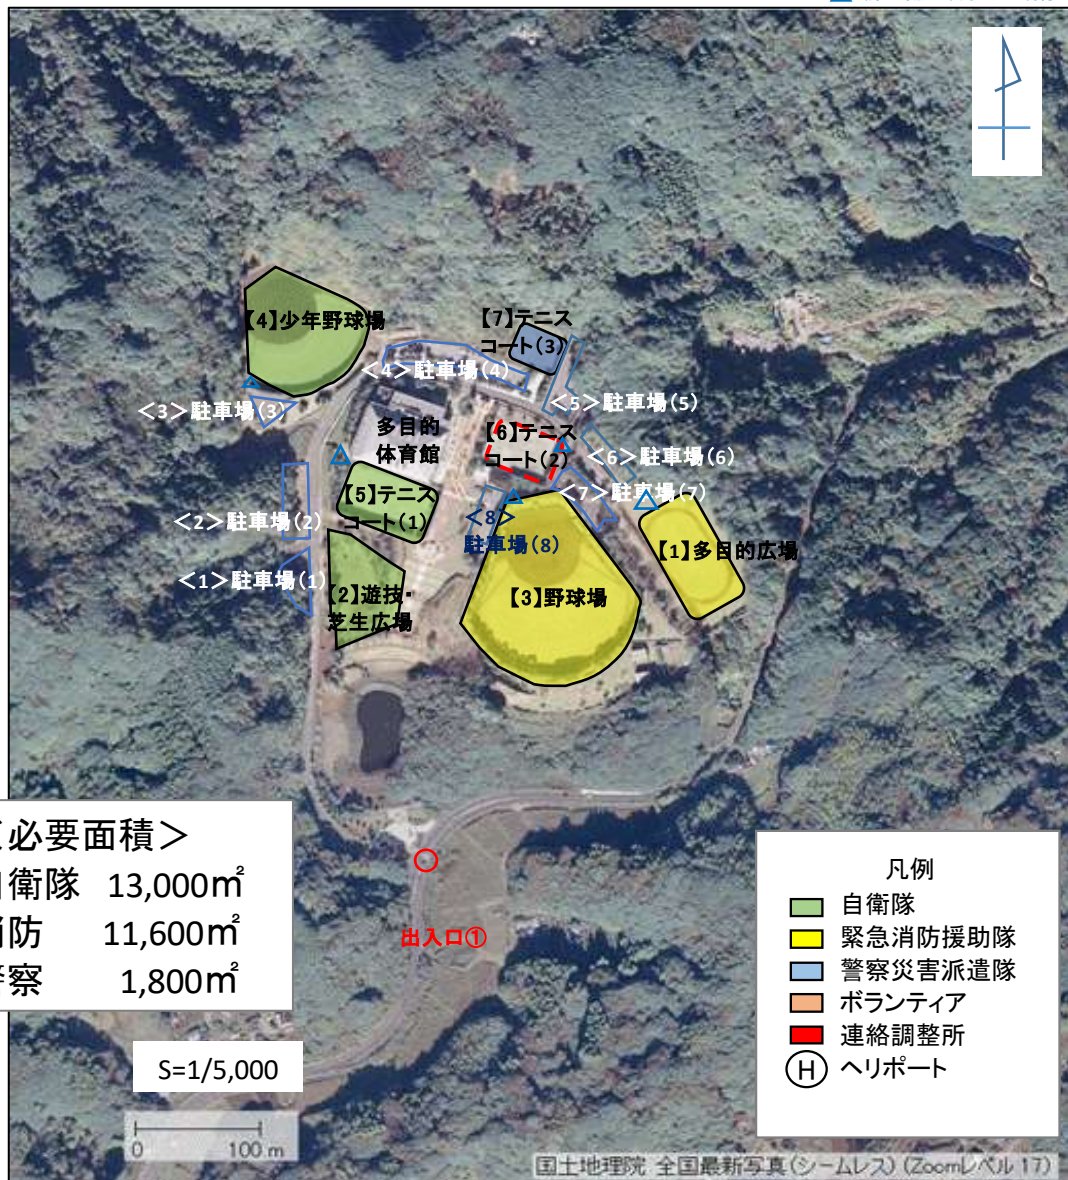 【4】少年野球場
【7】テニス
コート(3)
<4>駐車場(4)
<3>駐車場(3)
<5>駐車場(5)
多目的
体育館
【6】テニス
コート(2)
<6>駐車場(6)
<7>駐車場(7)
【5】テニス
コート(1)
<2>駐車場(2)
<8>
駐車場(8)
【1】多目的広場
<1>駐車場(1)
【2】遊技・
芝生広場
【3】野球場
必要面積>
衛隊 13,000㎡
防 11,600㎡
察 1,800㎡
出入口①
凡例
自衛隊
緊急消防援助隊
警察災害派遣隊
ボランティア
連絡調整所
H ヘリポート
S=1/5,000
0 100 m
国土地理院 全国最新写真(シームレス) (Zoomレベル 17)